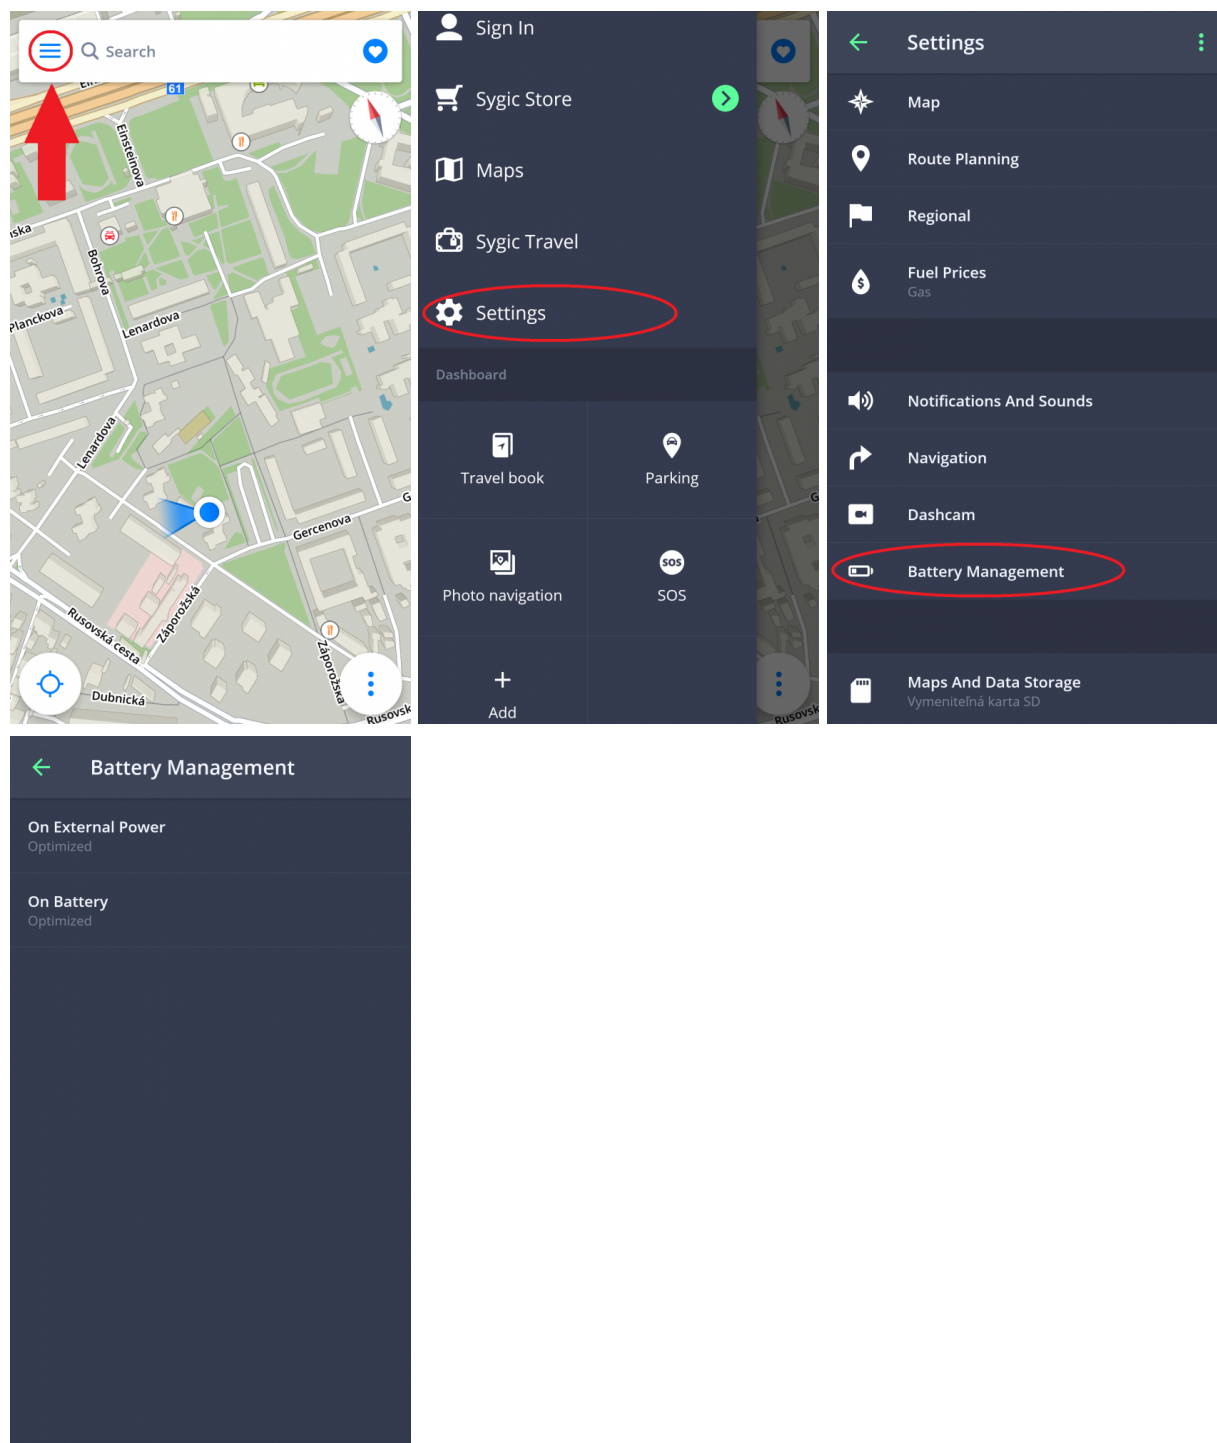 Search
61
Einsteinova
Bohrova
Planckova
Lenardova
Lenardova
Gercenova
Rusovská cesta
Záporožská
Záporožská
Dubnická
Sign In
Sygic Store
Maps
Sygic Travel
Settings
Dashboard
Travel book
Parking
Photo navigation
SOS
SOS
Add
Settings
Map
Route Planning
Regional
Fuel Prices
Gas
Notifications And Sounds
Navigation
Dashcam
Battery Management
Maps And Data Storage
Vymeniteľná karta SD
Battery Management
On External Power
Optimized
On Battery
Optimized